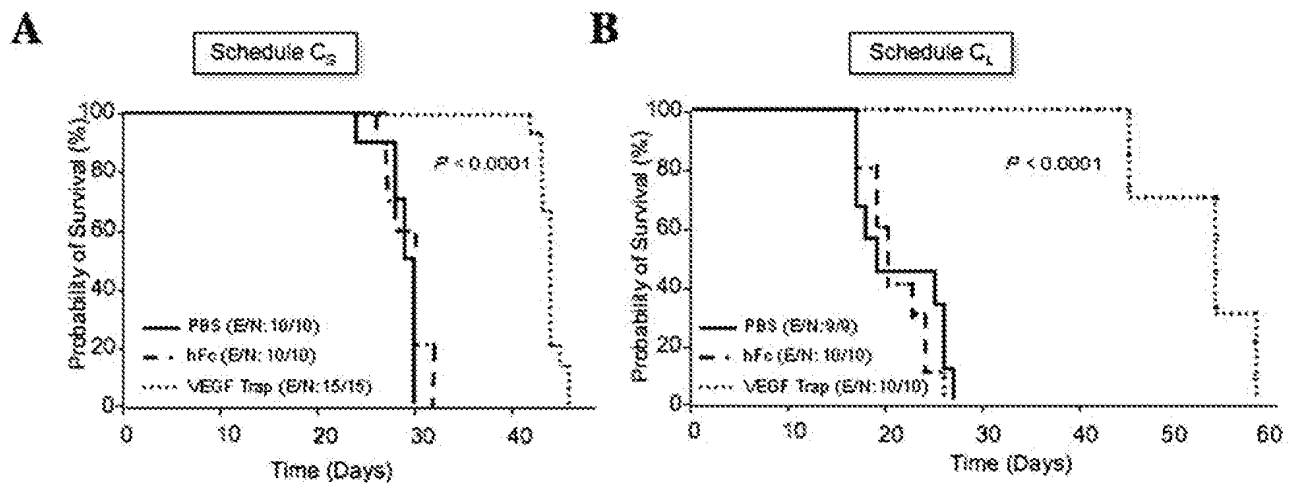 A
Schedule C_S
Probability of Survival (%)
100
80
60
40
20
0
P < 0.0001
PBS (E/N: 10/10)
hFc (E/N: 10/10)
VEGF Trap (E/N: 15/15)
0 20 30 40
Time (Days)
B
Schedule C_L
Probability of Survival (%)
100
80
60
40
20
0
P < 0.0001
PBS (E/N: 9/9)
hFc (E/N: 10/10)
VEGF Trap (E/N: 10/10)
0 10 20 30 40 50 60
Time (Days)